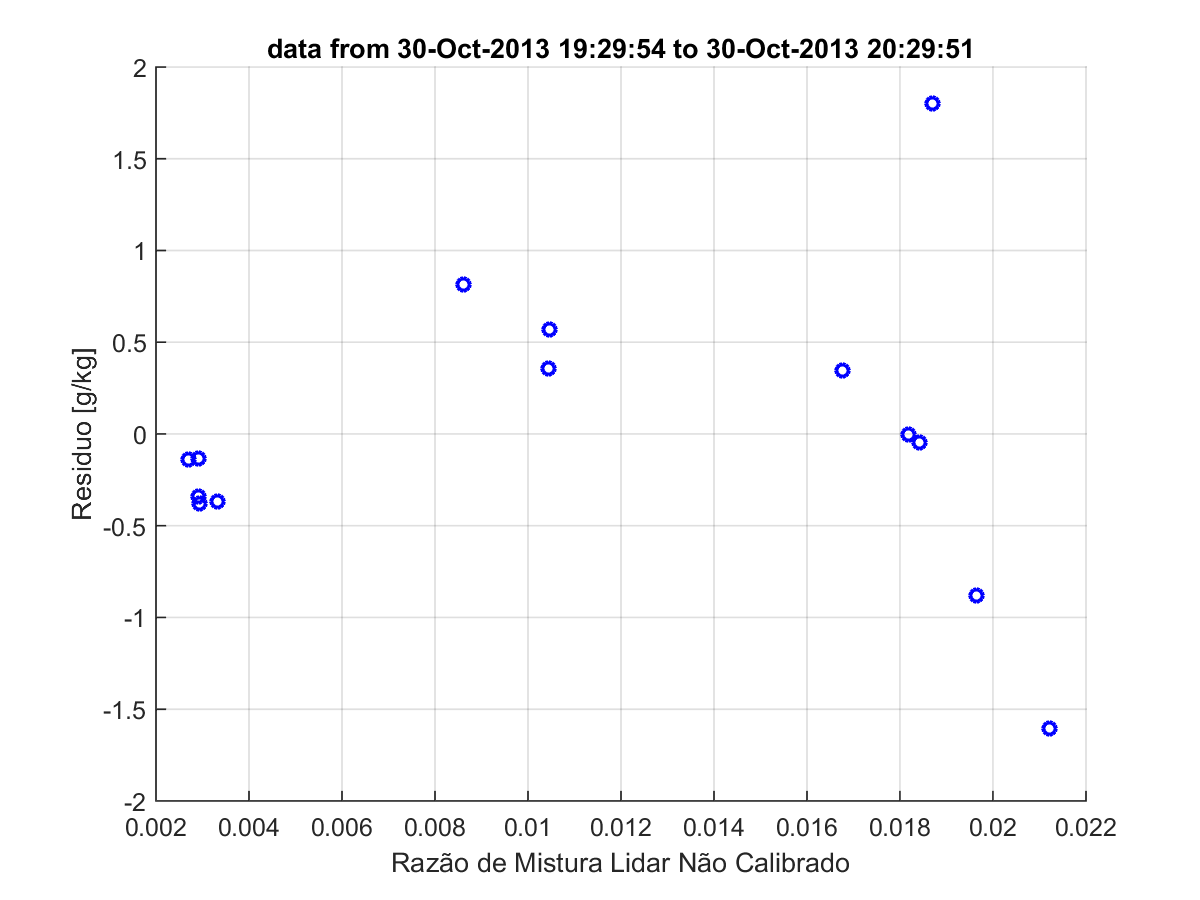 data from 30-Oct-2013 19:29:54 to 30-Oct-2013 20:29:51
2
1.5
1
0.5
0
-0.5
-1
-1.5
-2
Residuo [g/kg]
0.002 0.004 0.006 0.008 0.01 0.012 0.014 0.016 0.018 0.02 0.022
Razão de Mistura Lidar Não Calibrado